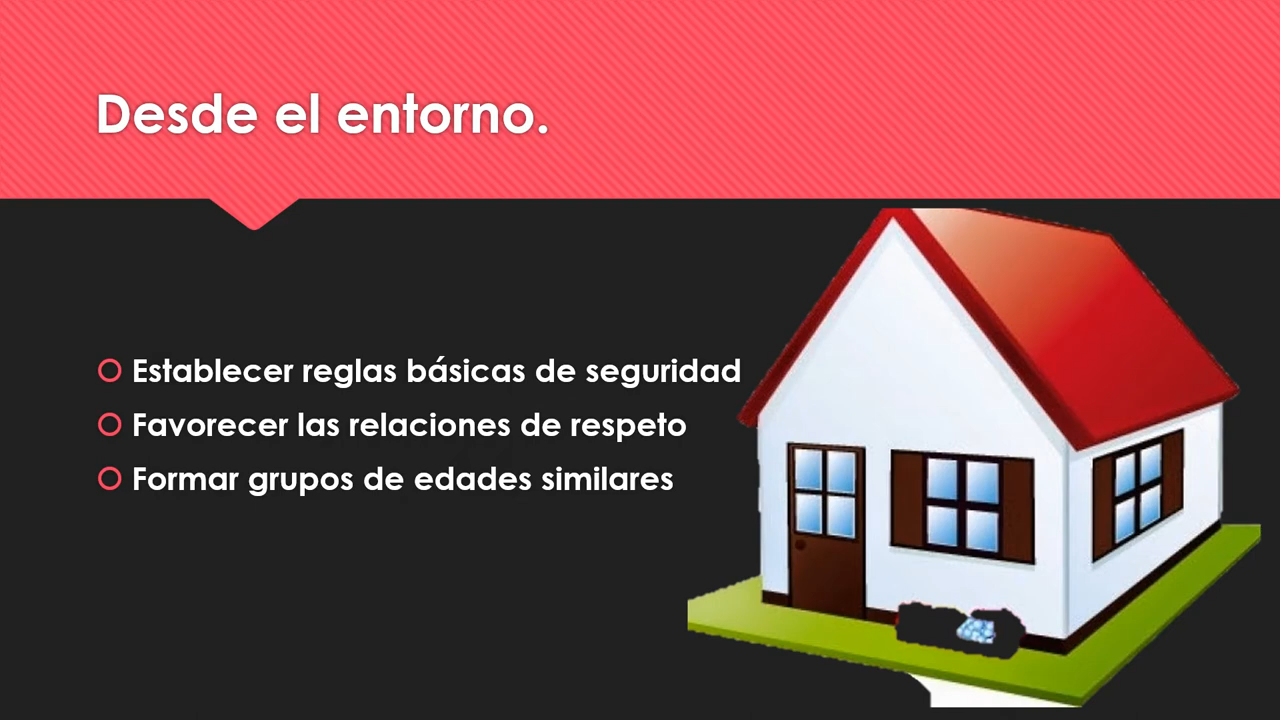 Desde el entorno.
Establecer reglas básicas de seguridad
Favorecer las relaciones de respeto
Formar grupos de edades similares